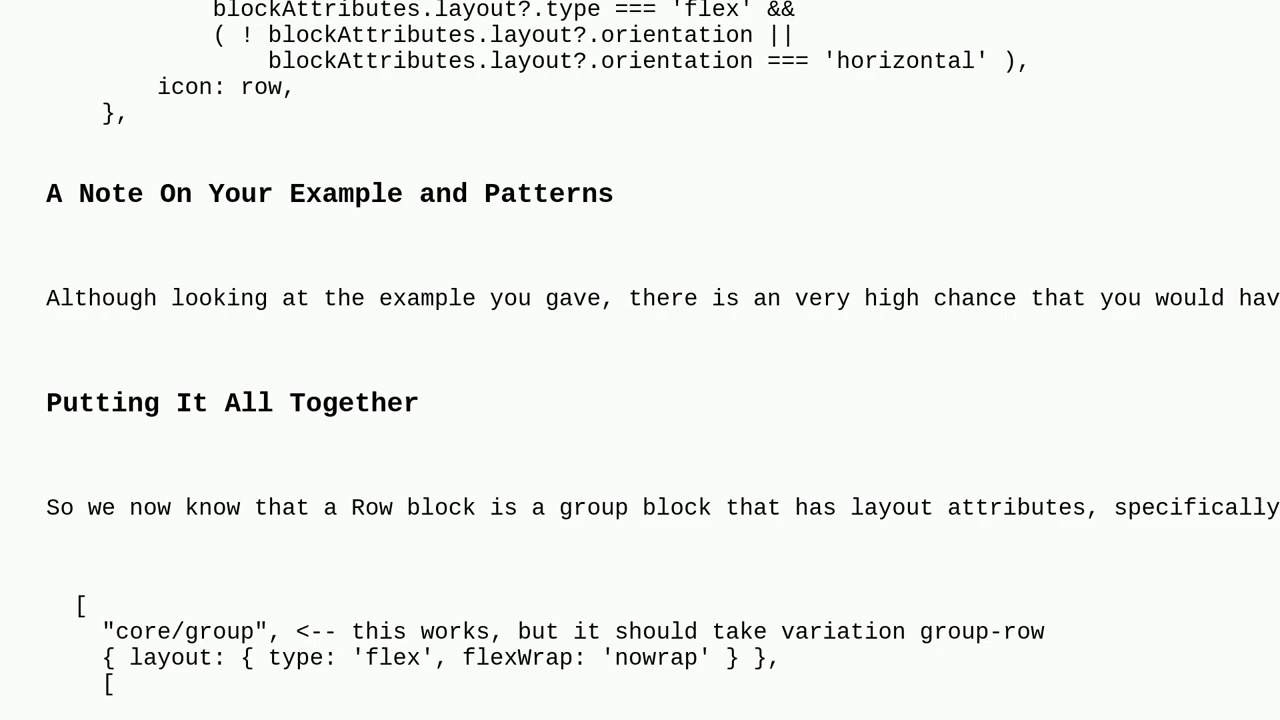 blockAttributes.layout?.type === 'flex' &&
( ! blockAttributes.layout?.orientation ||
blockAttributes.layout?.orientation === 'horizontal' ),
icon: row,
},
A Note On Your Example and Patterns
Although looking at the example you gave, there is an very high chance that you would hav
Putting It All Together
So we now know that a Row block is a group block that has layout attributes, specifically
[
"core/group", <-- this works, but it should take variation group-row
{ layout: { type: 'flex', flexWrap: 'nowrap' } },
[